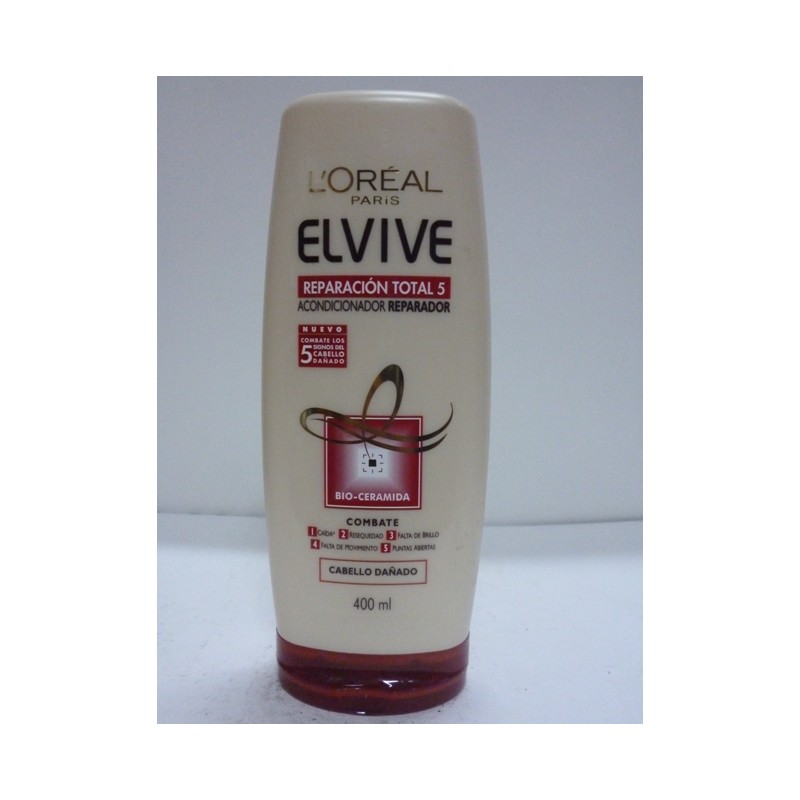 L'ORÉAL
PARIS
ELVIVE
REPARACIÓN TOTAL 5
ACONDICIONADOR REPARADOR
NUEVO
COMBATE LOS
5 SIGNOS DEL
CABELLO
DAÑADO
BIO-CERAMIDA
COMBATE
1 CAÍDA* 2 RESEQUEDAD 3 FALTA DE BRILLO
4 FALTA DE MOVIMIENTO 5 PUNTAS ABIERTAS
CABELLO DAÑADO
400 ml